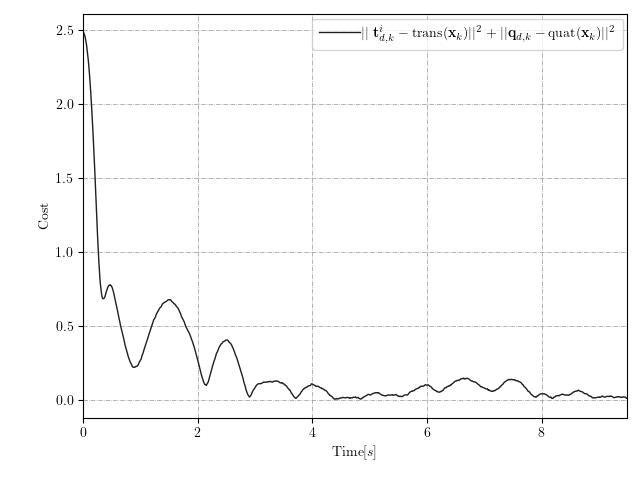 || t^i_{d,k} − trans(x_k)||^2 + ||q_{d,k} − quat(x_k)||^2
2.5
2.0
1.5
1.0
0.5
0.0
Cost
0 2 4 6 8
Time[s]